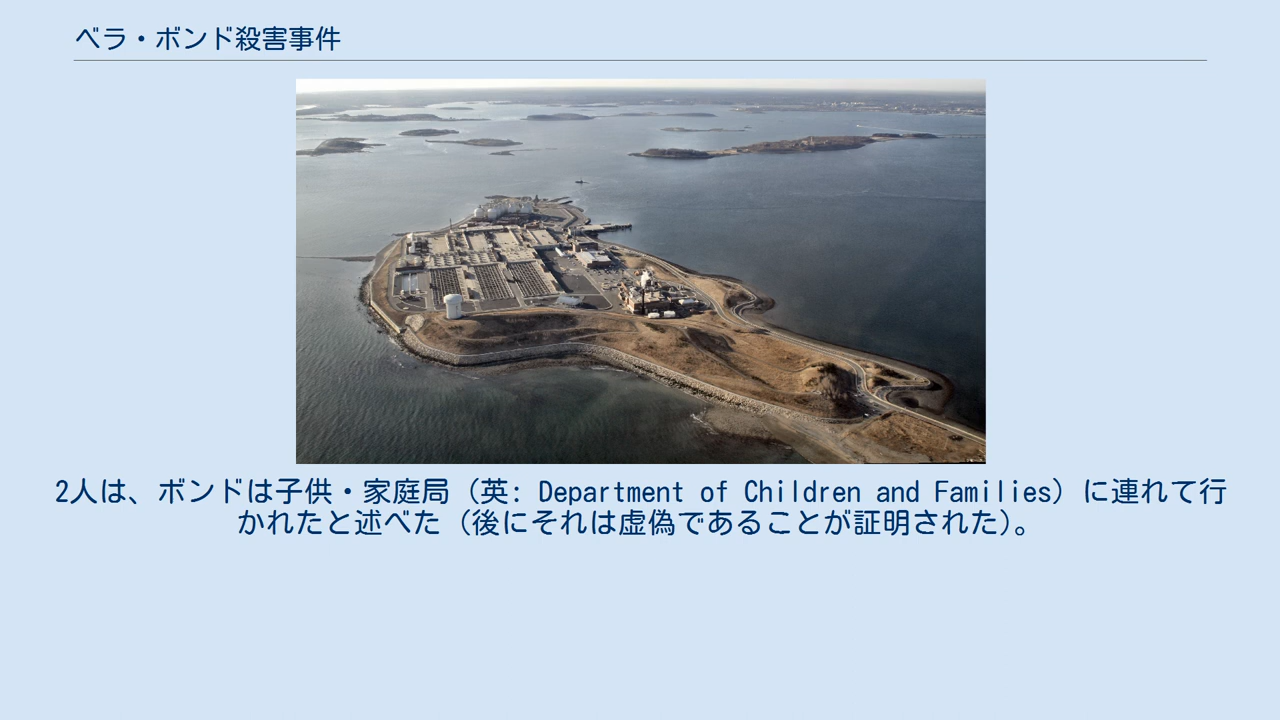 ベラ・ボンド殺害事件
2人は、ボンドは子供・家庭局（英: Department of Children and Families）に連れて行
かれたと述べた（後にそれは虚偽であることが証明された）。